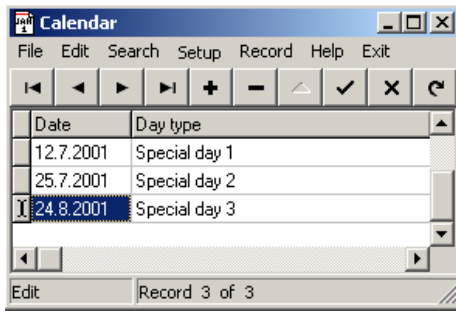 Calendar
File Edit Search Setup Record Help Exit
Date Day type
12.7.2001 Special day 1
25.7.2001 Special day 2
24.8.2001 Special day 3
Edit Record 3 of 3